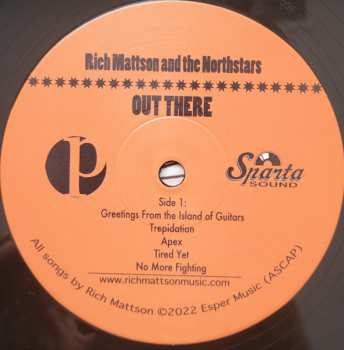 Rich Mattson and the Northstars
OUT THERE
p
Sparta
SOUND
Side 1:
Greetings From the Island of Guitars
Trepidation
Apex
Tired Yet
No More Fighting
www.richmattsonmusic.com
All songs by Rich Mattson ©2022 Esper Music (ASCAP)